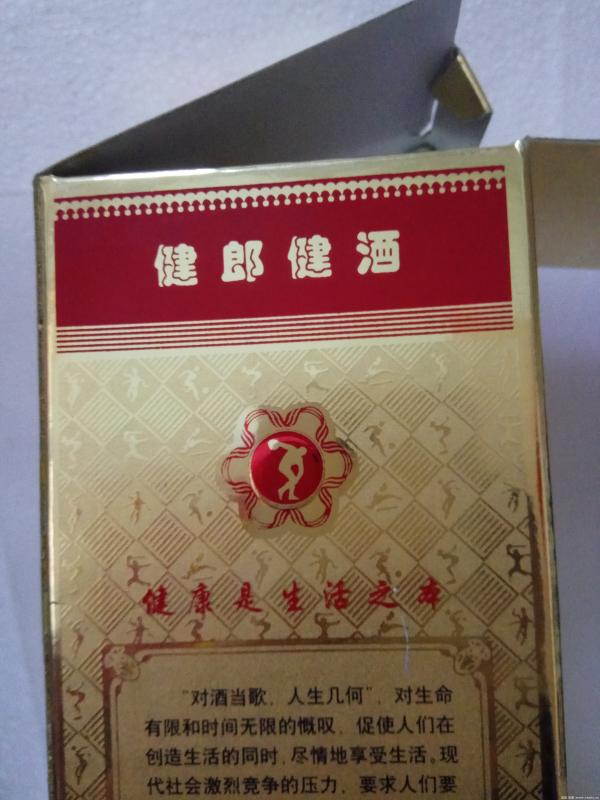 健郎健酒
健康是生活之本
“对酒当歌，人生几何”，对生命
有限和时间无限的慨叹，促使人们在
创造生活的同时，尽情地享受生活。现
代社会激烈竞争的压力，要求人们要